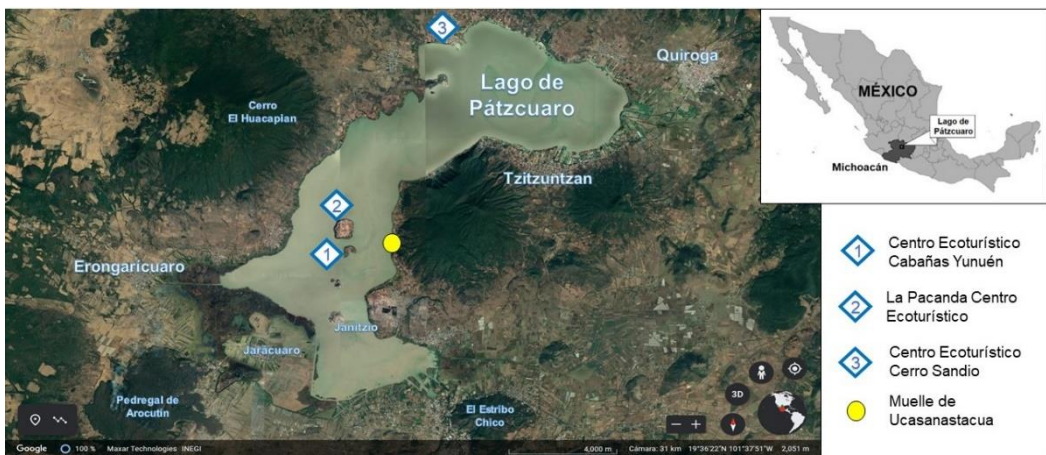 3
Lago de
Pátzcuaro
Quiroga
Cerro
El Huacapian
Tzitzuntzan
2
1
Erongarícuaro
Janitzio
Jarácuaro
Pedregal de
Arocutín
El Estribo
Chico
3D
Google 100 % Maxar Technologies INEGI 4,000 m Cámara: 31 km 19°36'22"N 101°37'51"W 2,051 m
MÉXICO
Lago de
Pátzcuaro
Michoacán
1 Centro Ecoturístico
Cabañas Yunuén
2 La Pacanda Centro
Ecoturístico
3 Centro Ecoturístico
Cerro Sandio
Muelle de
Ucasanastacua